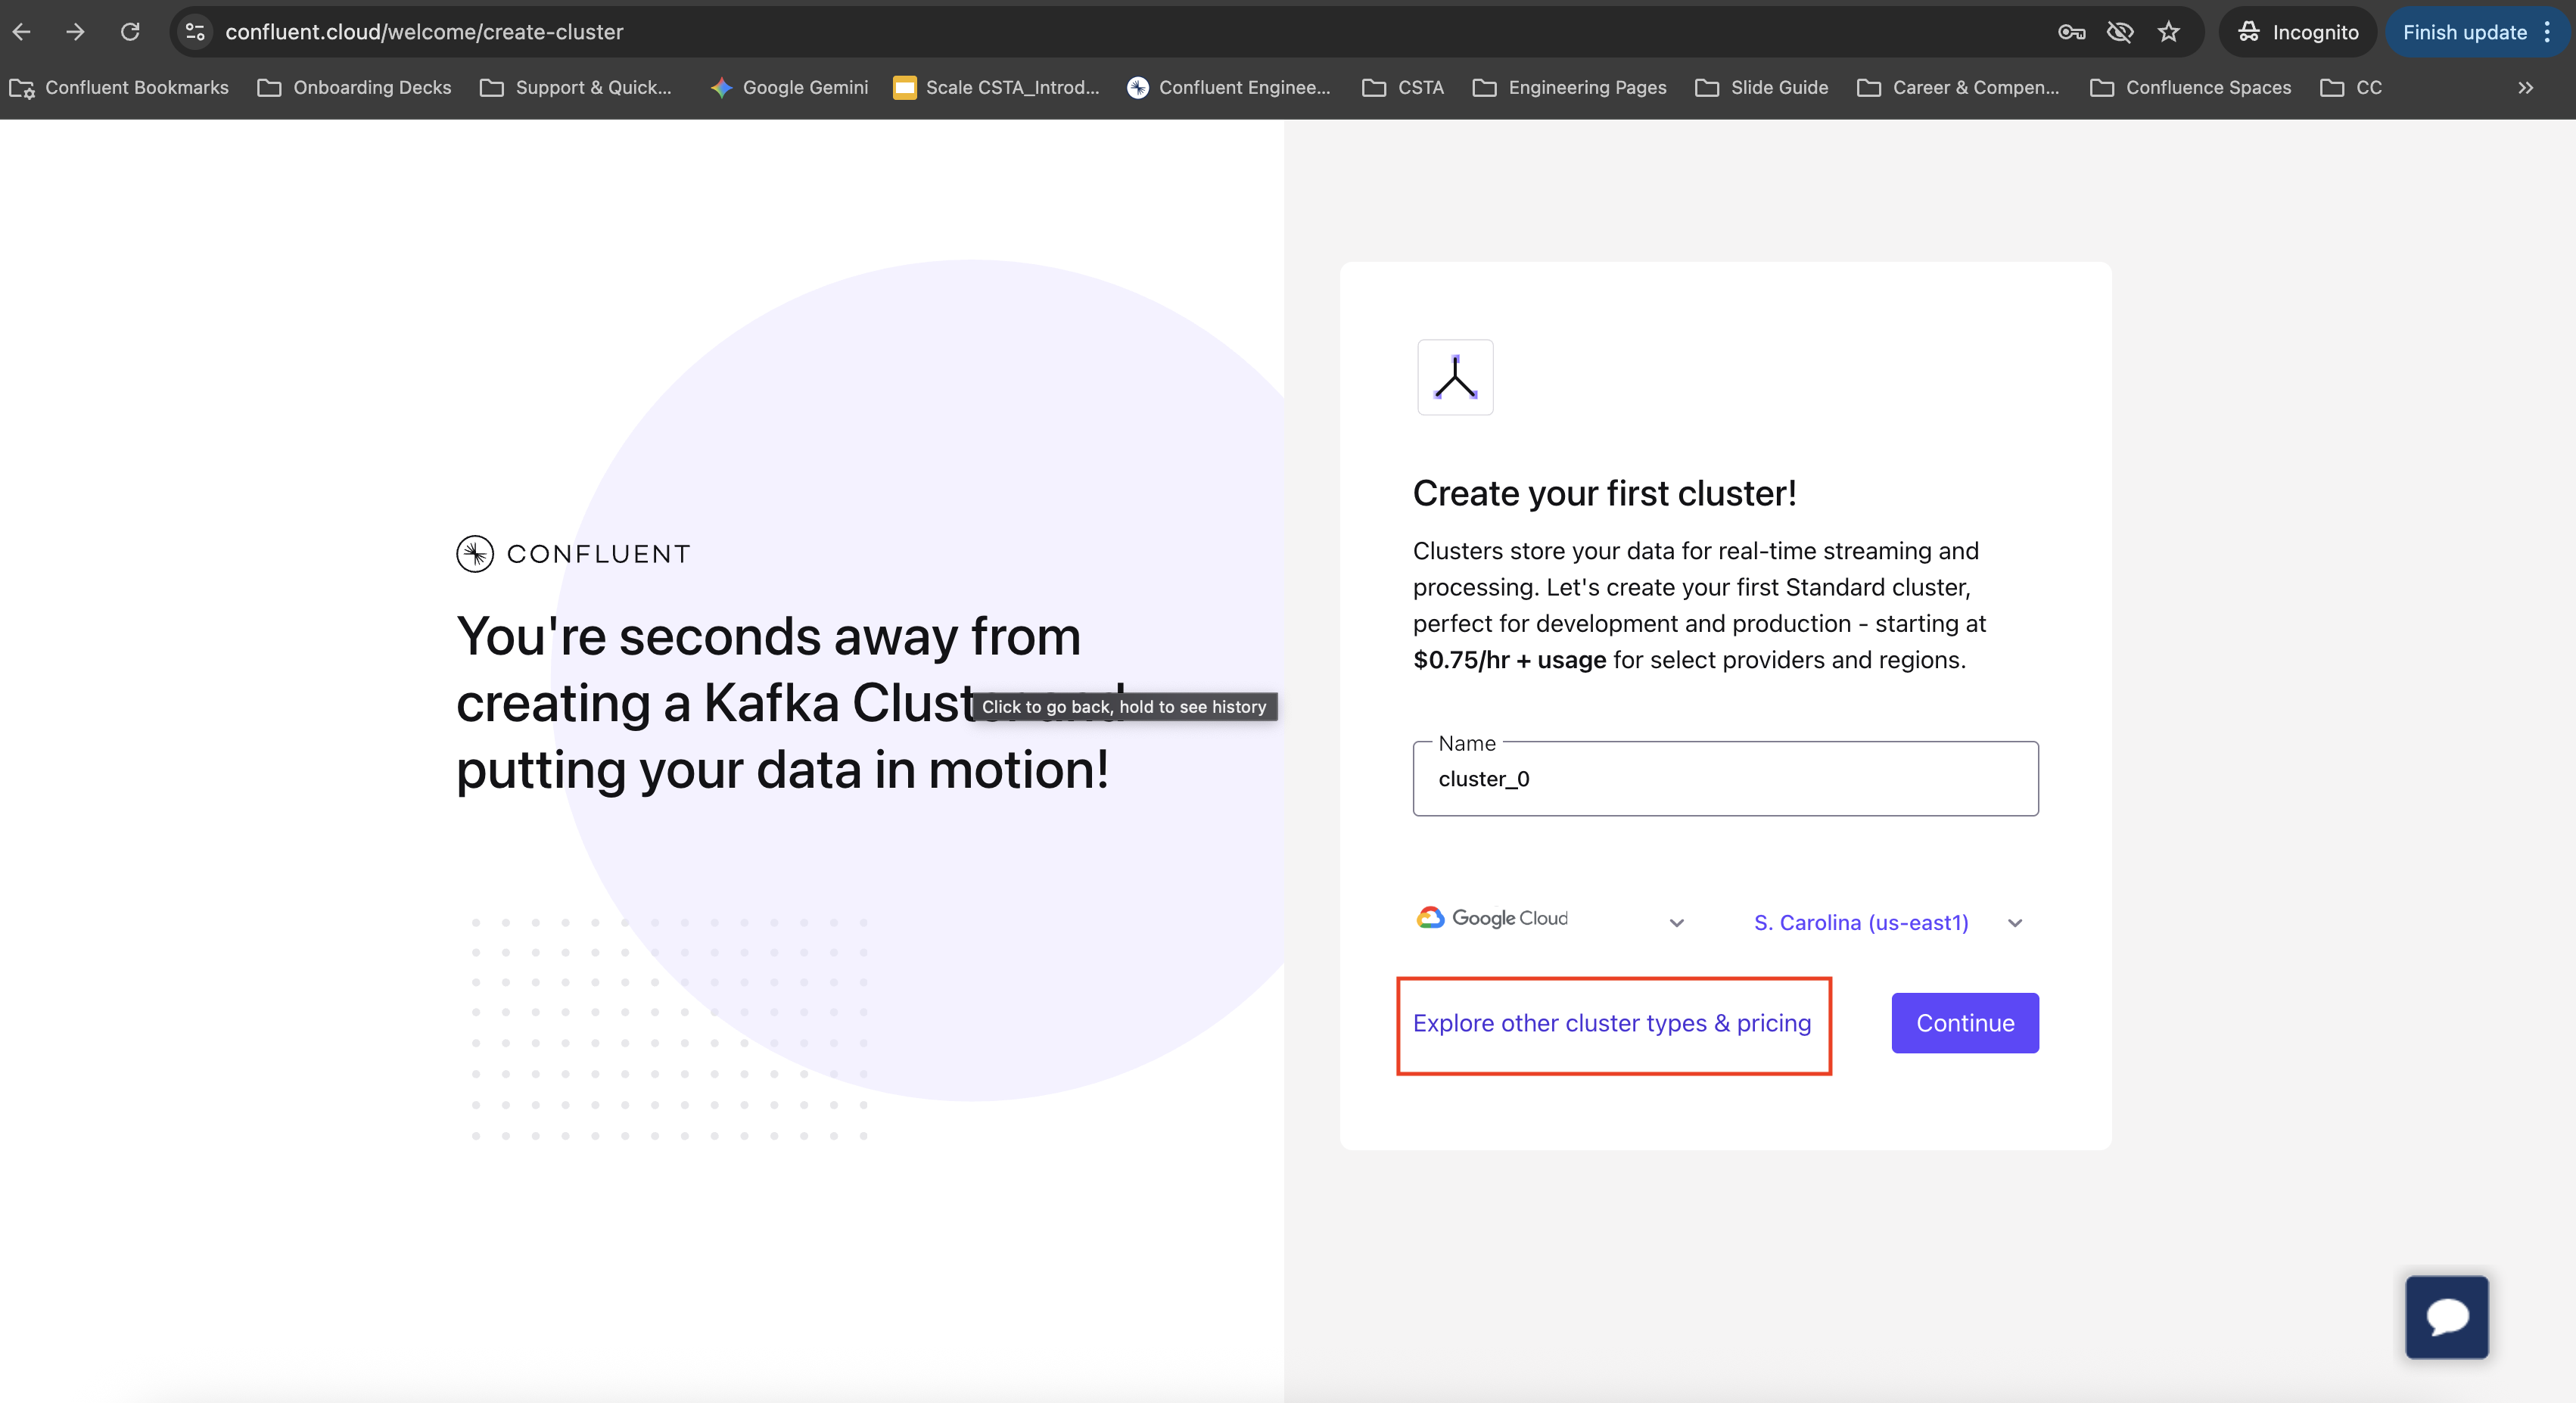 confluent.cloud/welcome/create-cluster
Incognito
Finish update
Confluent Bookmarks
Onboarding Decks
Support & Quick...
Google Gemini
Scale CSTA_Introd...
Confluent Enginee...
CSTA
Engineering Pages
Slide Guide
Career & Compen...
Confluence Spaces
CC
CONFLUENT
You're seconds away from
creating a Kafka Cluster and
putting your data in motion!
Click to go back, hold to see history
Create your first cluster!
Clusters store your data for real-time streaming and
processing. Let's create your first Standard cluster,
perfect for development and production - starting at
$0.75/hr + usage for select providers and regions.
Name
cluster_0
Google Cloud
S. Carolina (us-east1)
Explore other cluster types & pricing
Continue